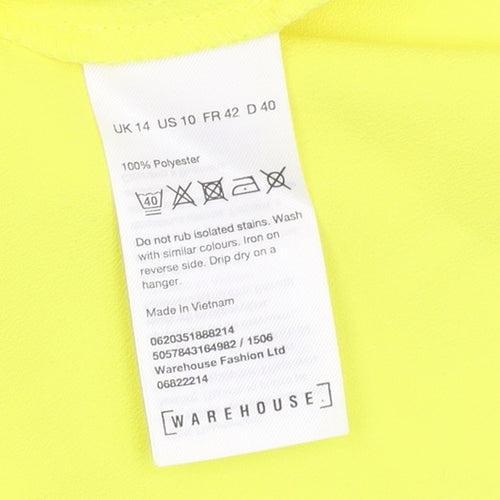 UK 14 US 10 FR 42 D 40
100% Polyester
40
Do not rub isolated stains. Wash
with similar colours. Iron on
reverse side. Drip dry on a
hanger.
Made In Vietnam
0620351888214
5057843164982 / 1506
Warehouse Fashion Ltd
06822214
WAREHOUSE